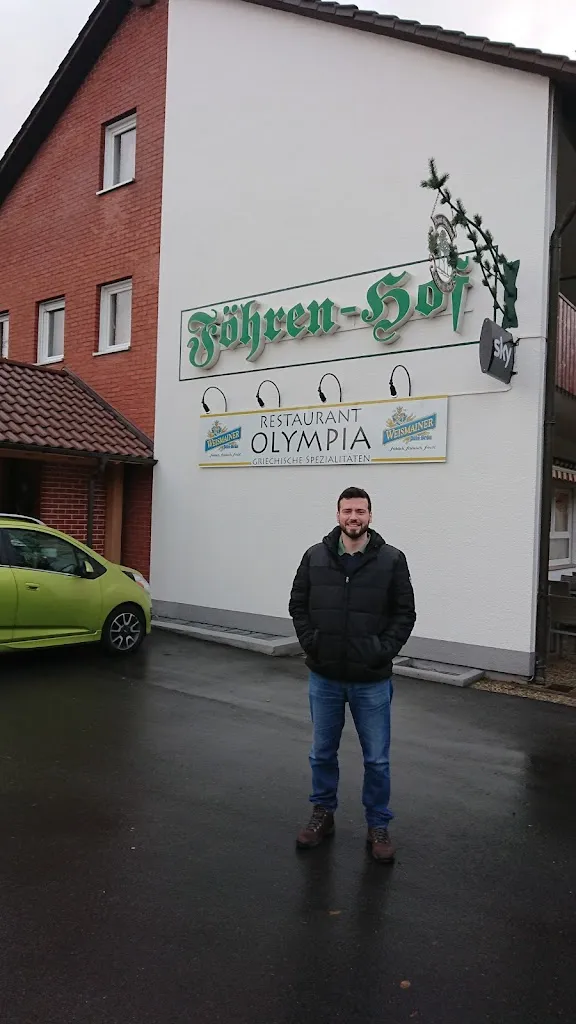 Föhren-Hof
sky
RESTAURANT
OLYMPIA
GRIECHISCHE SPEZIALITÄTEN
WEISMAINER
WEISMAINER